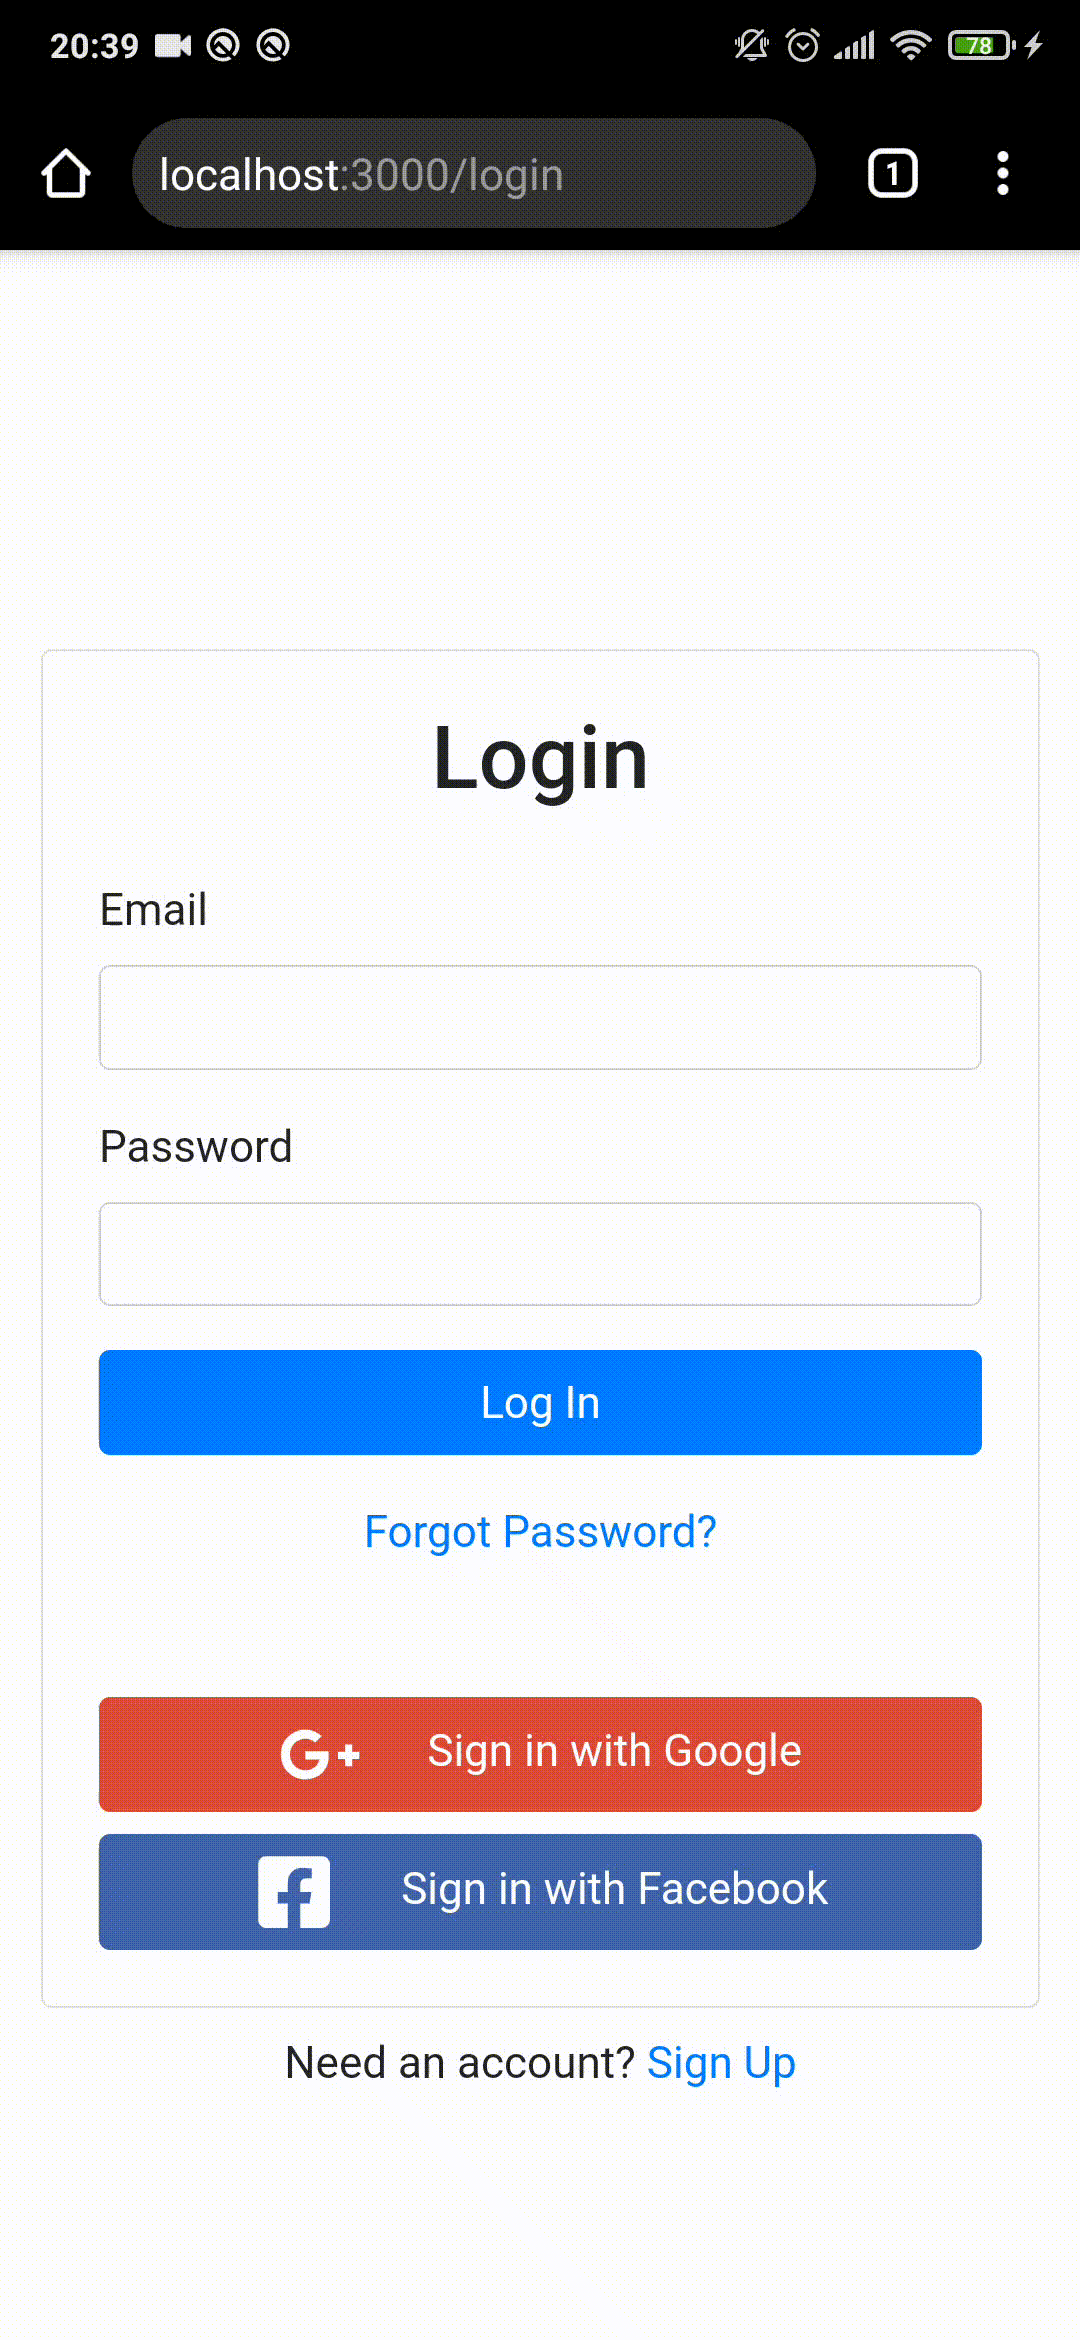 20:39
78
localhost:3000/login
1
Login
Email
Password
Log In
Forgot Password?
G+ Sign in with Google
Sign in with Facebook
Need an account? Sign Up